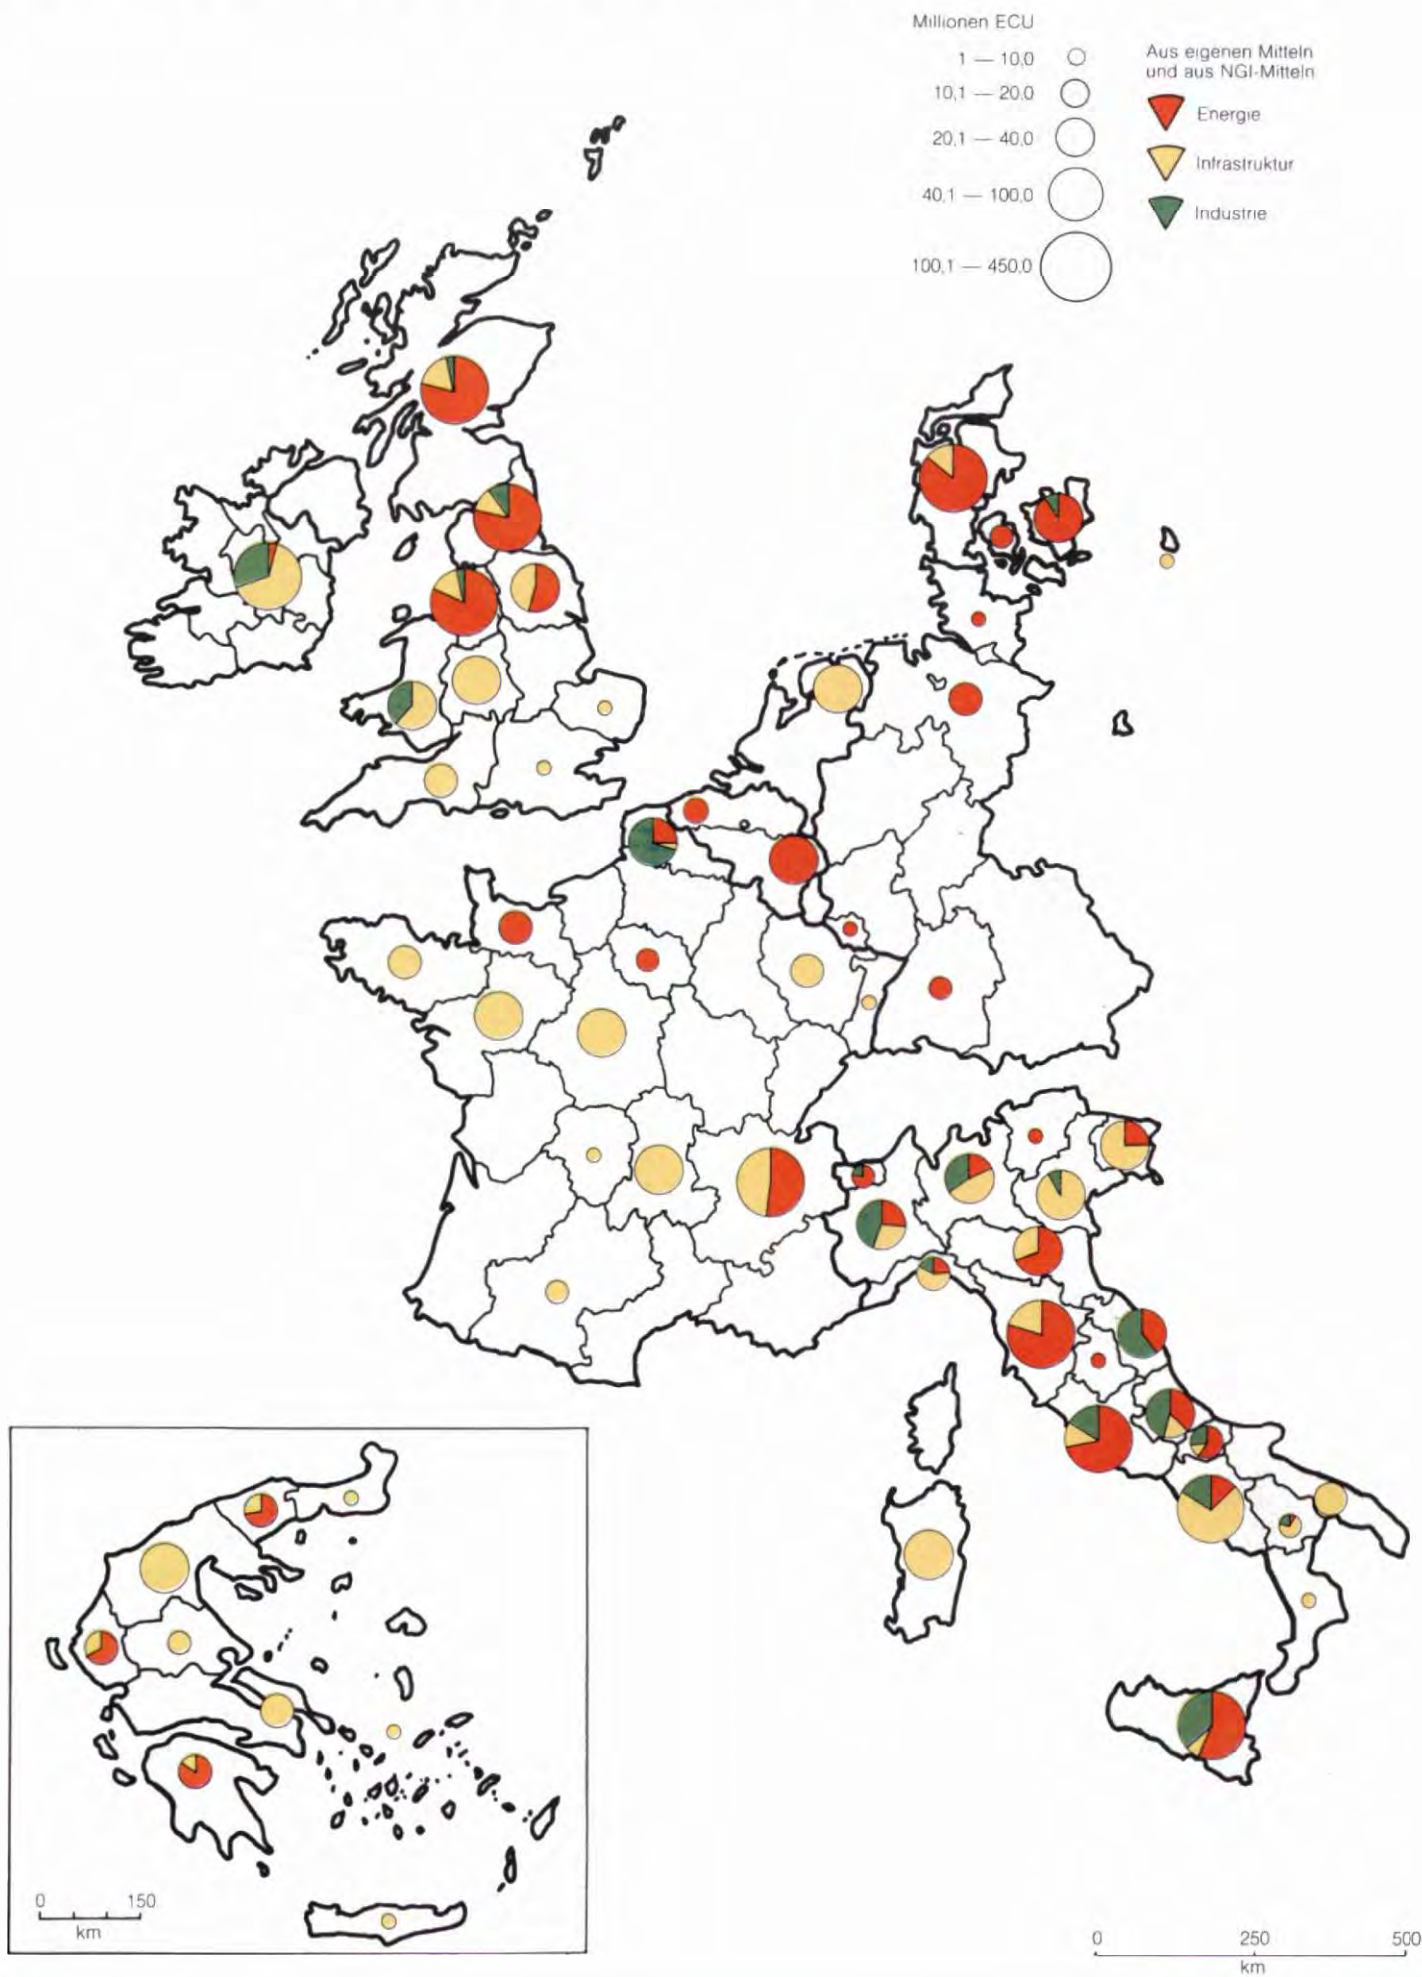 Millionen ECU
1 — 10,0
10,1 — 20,0
20,1 — 40,0
40,1 — 100,0
100,1 — 450,0
Aus eigenen Mitteln
und aus NGI-Mitteln
Energie
Infrastruktur
Industrie
0 150
km
0 250 500
km